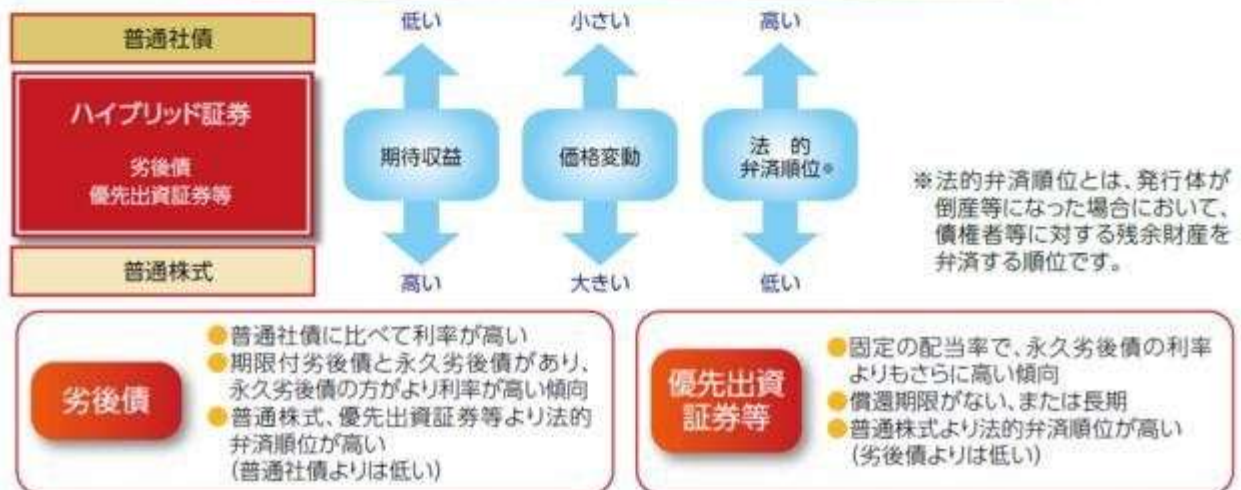 普通社債
ハイブリッド証券
劣後債
優先出資証券等
普通株式
低い
期待収益
高い
小さい
価格変動
大きい
高い
法的
弁済順位※
低い
※法的弁済順位とは、発行体が
倒産等になった場合において、
債権者等に対する残余財産を
弁済する順位です。
劣後債
●普通社債に比べて利率が高い
●期限付劣後債と永久劣後債があり、
永久劣後債の方がより利率が高い傾向
●普通株式、優先出資証券等より法的
弁済順位が高い
(普通社債よりは低い)
優先出資
証券等
●固定の配当率で、永久劣後債の利率
よりもさらに高い傾向
●償還期限がない、または長期
●普通株式より法的弁済順位が高い
(劣後債よりは低い)